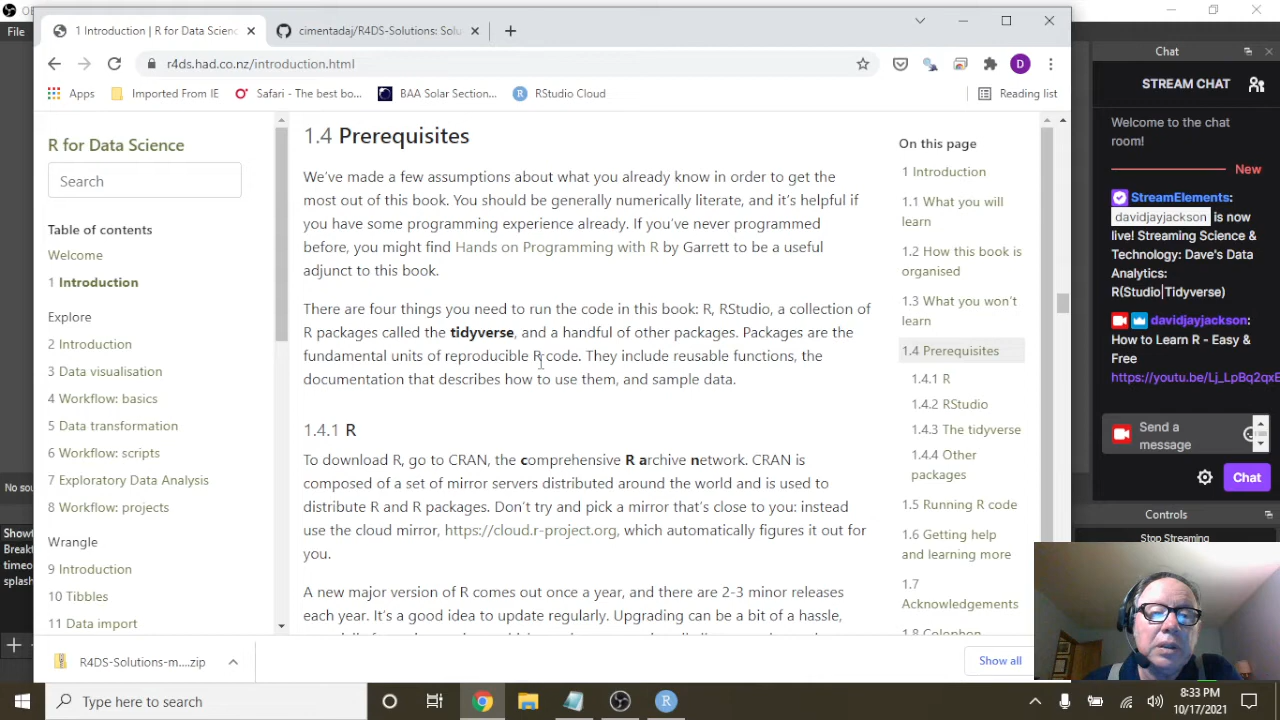 File
1 Introduction | R for Data Scienc
cimentadaj/R4DS-Solutions: Solu
r4ds.had.co.nz/introduction.html
D
Apps
Imported From IE
Safari - The best bo...
BAA Solar Section...
RStudio Cloud
Reading list
R for Data Science
Search
Table of contents
Welcome
1 Introduction
Explore
2 Introduction
3 Data visualisation
4 Workflow: basics
5 Data transformation
6 Workflow: scripts
7 Exploratory Data Analysis
8 Workflow: projects
Wrangle
9 Introduction
10 Tibbles
11 Data import
1.4 Prerequisites
We've made a few assumptions about what you already know in order to get the
most out of this book. You should be generally numerically literate, and it's helpful if
you have some programming experience already. If you've never programmed
before, you might find Hands on Programming with R by Garrett to be a useful
adjunct to this book.
There are four things you need to run the code in this book: R, RStudio, a collection of
R packages called the tidyverse, and a handful of other packages. Packages are the
fundamental units of reproducible R code. They include reusable functions, the
documentation that describes how to use them, and sample data.
1.4.1 R
To download R, go to CRAN, the comprehensive R archive network. CRAN is
composed of a set of mirror servers distributed around the world and is used to
distribute R and R packages. Don't try and pick a mirror that's close to you: instead
use the cloud mirror, https://cloud.r-project.org, which automatically figures it out for
you.
A new major version of R comes out once a year, and there are 2-3 minor releases
each year. It's a good idea to update regularly. Upgrading can be a bit of a hassle,
On this page
1 Introduction
1.1 What you will
learn
1.2 How this book is
organised
1.3 What you won't
learn
1.4 Prerequisites
1.4.1 R
1.4.2 RStudio
1.4.3 The tidyverse
1.4.4 Other
packages
1.5 Running R code
1.6 Getting help
and learning more
1.7
Acknowledgements
1.8 Colophon
Chat
STREAM CHAT
Welcome to the chat
room!
New
StreamElements:
davidjayjackson is now
live! Streaming Science &
Technology: Dave's Data
Analytics:
R(Studio|Tidyverse)
davidjayjackson:
How to Learn R - Easy &
Free
https://youtu.be/Lj_LpBq2qxE
Send a
message
Chat
Controls
Stop Streaming
No sou
Show
Breakt
timeo
splash
R4DS-Solutions-m....zip
Show all
Type here to search
R
8:33 PM
10/17/2021